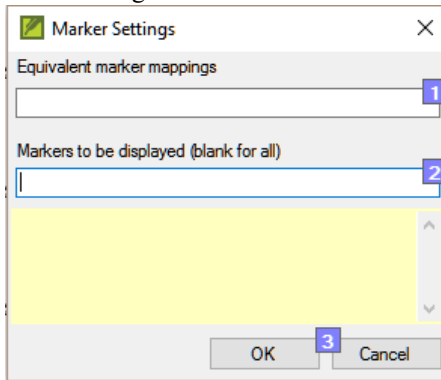 Marker Settings
Equivalent marker mappings
1
Markers to be displayed (blank for all)
2
3
OK
Cancel